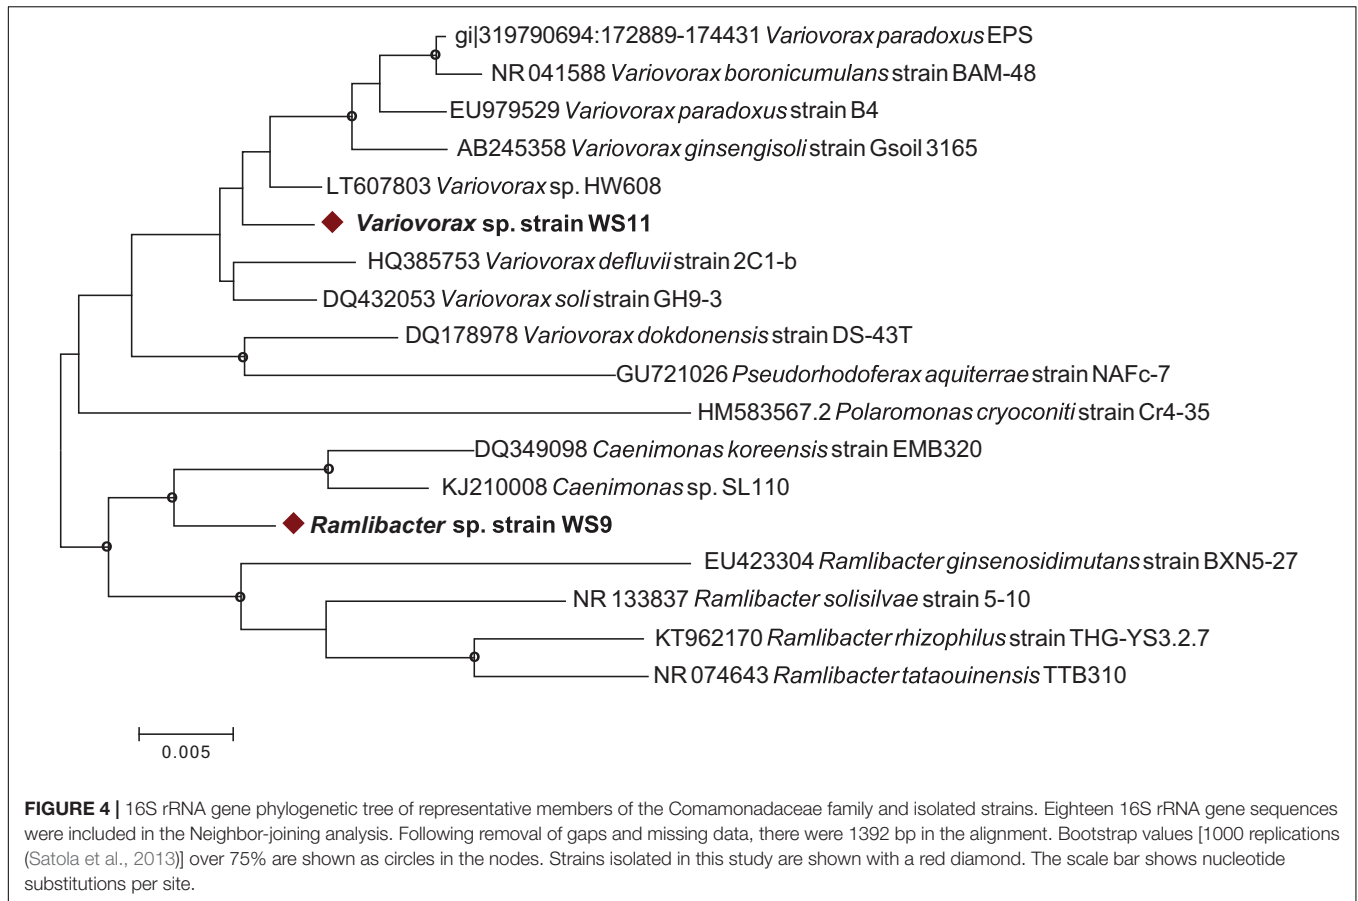 gi|319790694:172889-174431 Variovorax paradoxus EPS
NR 041588 Variovorax boronicumulans strain BAM-48
EU979529 Variovorax paradoxus strain B4
AB245358 Variovorax ginsengisoli strain Gsoil 3165
LT607803 Variovorax sp. HW608
Variovorax sp. strain WS11
HQ385753 Variovorax defluvii strain 2C1-b
DQ432053 Variovorax soli strain GH9-3
DQ178978 Variovorax dokdonensis strain DS-43T
GU721026 Pseudorhodoferax aquiterrae strain NAFc-7
HM583567.2 Polaromonas cryoconiti strain Cr4-35
DQ349098 Caenimonas koreensis strain EMB320
KJ210008 Caenimonas sp. SL110
Ramlibacter sp. strain WS9
EU423304 Ramlibacter ginsenosidimutans strain BXN5-27
NR 133837 Ramlibacter solisilvae strain 5-10
KT962170 Ramlibacter rhizophilus strain THG-YS3.2.7
NR 074643 Ramlibacter tataouinensis TTB310
0.005
FIGURE 4 | 16S rRNA gene phylogenetic tree of representative members of the Comamonadaceae family and isolated strains. Eighteen 16S rRNA gene sequences
were included in the Neighbor-joining analysis. Following removal of gaps and missing data, there were 1392 bp in the alignment. Bootstrap values [1000 replications
(Satola et al., 2013)] over 75% are shown as circles in the nodes. Strains isolated in this study are shown with a red diamond. The scale bar shows nucleotide
substitutions per site.